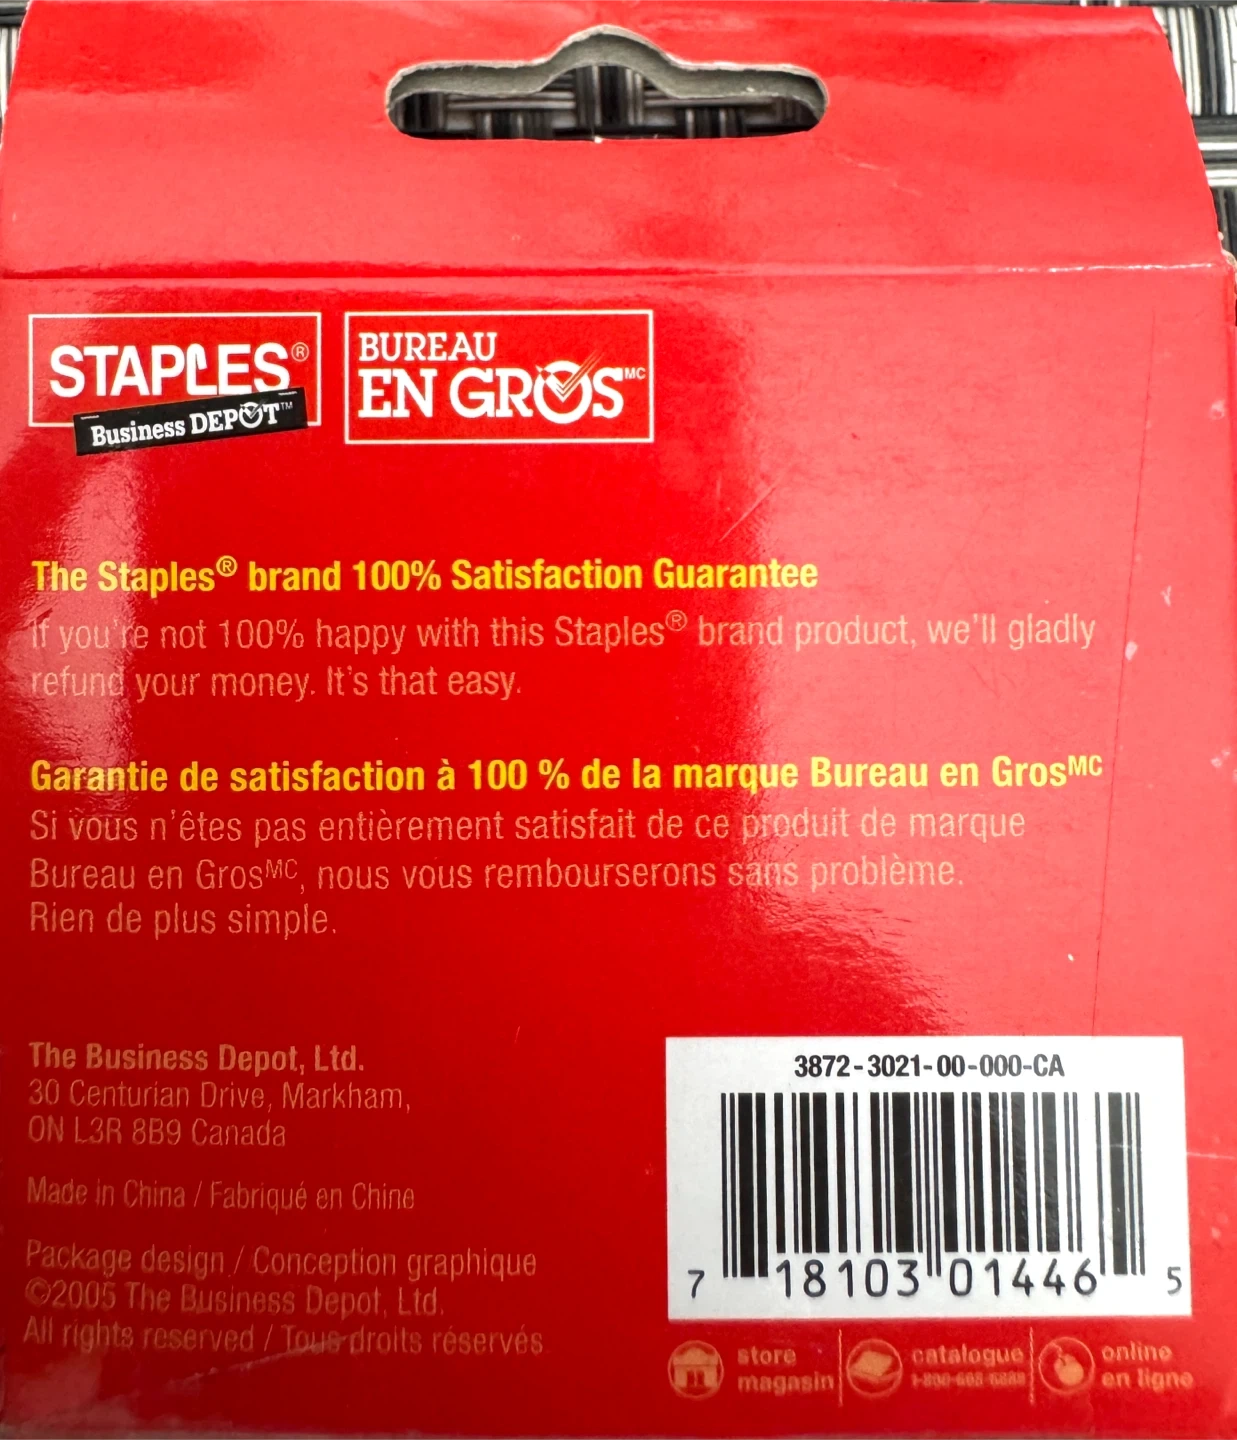 STAPLES®
Business DEPOT™
BUREAU
EN GROS MC
The Staples® brand 100% Satisfaction Guarantee
If you're not 100% happy with this Staples® brand product, we'll gladly
refund your money. It's that easy.
Garantie de satisfaction à 100 % de la marque Bureau en Gros MC
Si vous n'êtes pas entièrement satisfait de ce produit de marque
Bureau en Gros MC, nous vous rembourserons sans problème.
Rien de plus simple.
The Business Depot, Ltd.
30 Centurian Drive, Markham,
ON L3R 8B9 Canada
Made in China / Fabriqué en Chine
Package design / Conception graphique
©2005 The Business Depot, Ltd.
All rights reserved / Tous droits réservés
3872-3021-00-000-CA
7 18103 01446 5
store
magasin
catalogue
online
en ligne